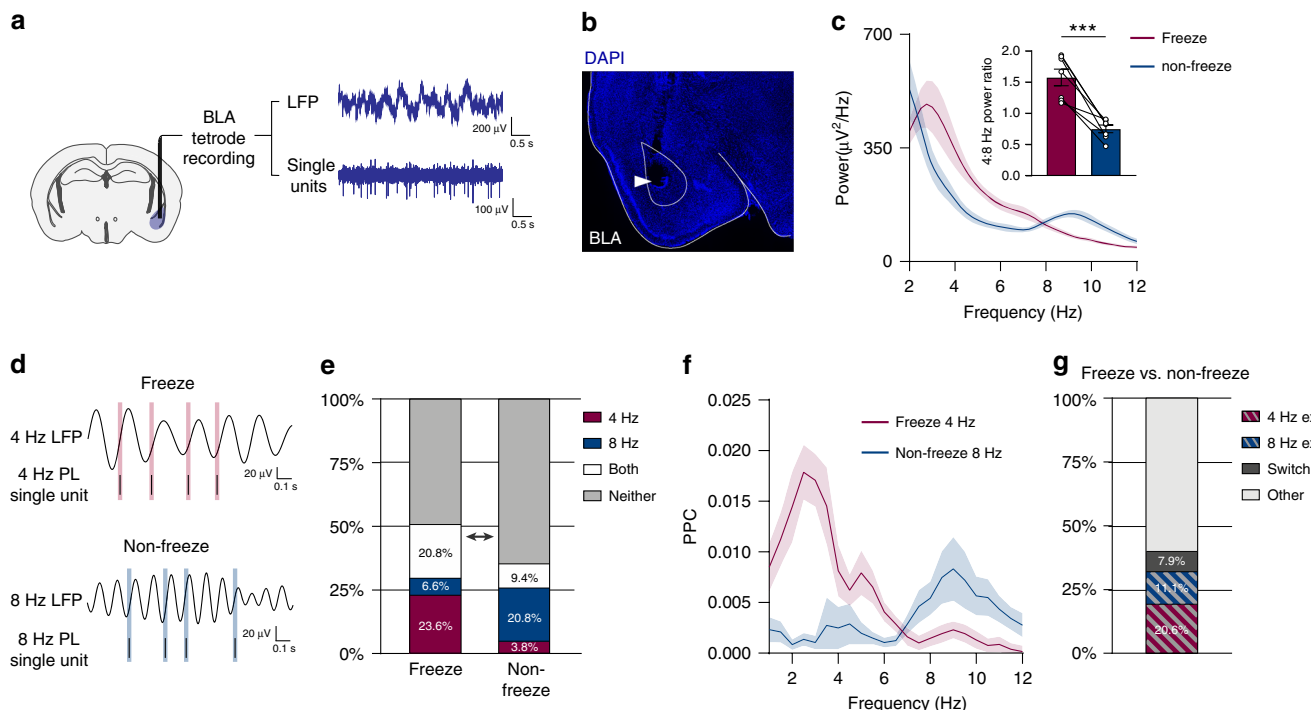 a
BLA
tetrode
recording
LFP
200 µV
0.5 s
Single
units
100 µV
0.5 s
b
DAPI
BLA
c
700
350
0
Power(µV²/Hz)
2 4 6 8 10 12
Frequency (Hz)
2.0
1.5
1.0
0.5
0.0
4:8 Hz power ratio
***
Freeze
non-freeze
d
Freeze
4 Hz LFP
4 Hz PL
single unit
20 µV
0.1 s
Non-freeze
8 Hz LFP
8 Hz PL
single unit
20 µV
0.1 s
e
100%
75%
50%
25%
0%
20.8%
6.6%
23.6%
9.4%
20.8%
3.8%
Freeze
Non-
freeze
4 Hz
8 Hz
Both
Neither
f
0.025
0.020
0.015
0.010
0.005
0.000
PPC
2 4 6 8 10 12
Frequency (Hz)
Freeze 4 Hz
Non-freeze 8 Hz
g
Freeze vs. non-freeze
100%
75%
50%
25%
0%
7.9%
11.1%
20.6%
4 Hz ex
8 Hz ex
Switch
Other